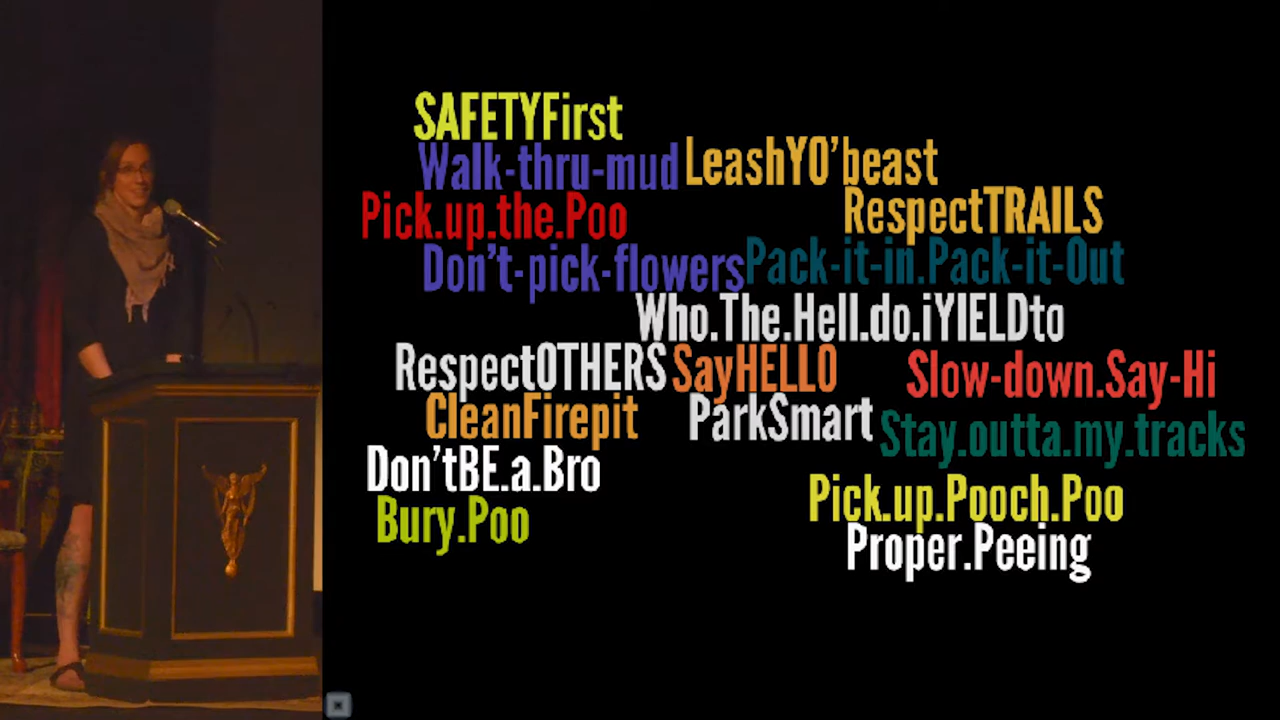 SAFETYFirst
Walk-thru-mud
LeashYO'beast
Pick.up.the.Poo
RespectTRAILS
Don't-pick-flowers
Pack-it-in.Pack-it-Out
Who.The.Hell.do.iYIELDto
RespectOTHERS
SayHELLO
Slow-down.Say-Hi
CleanFirepit
ParkSmart
Stay.outta.my.tracks
Don'tBE.a.Bro
Bury.Poo
Pick.up.Pooch.Poo
Proper.Peeing